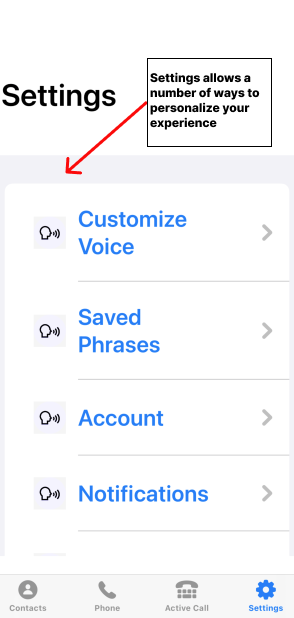 Settings allows a
number of ways to
personalize your
experience
Settings
Customize
Voice
Saved
Phrases
Account
Notifications
Contacts
Phone
Active Call
Settings